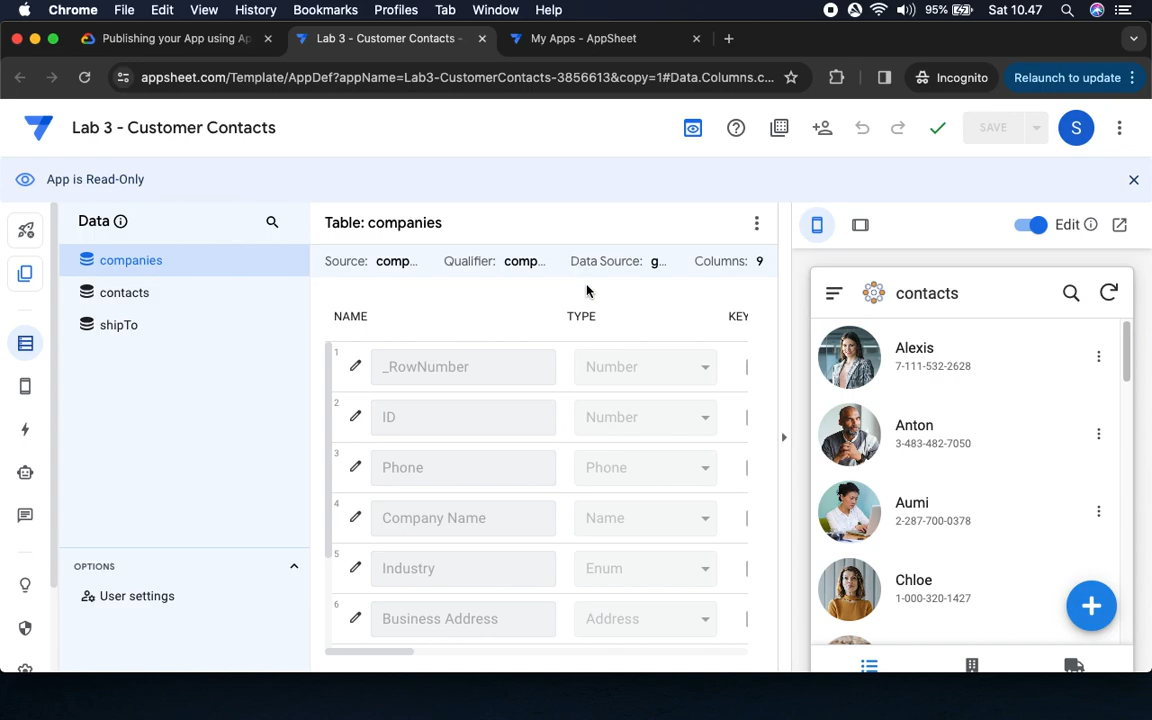 Chrome File Edit View History Bookmarks Profiles Tab Window Help 95% Sat 10.47
Publishing your App using Ap
Lab 3 - Customer Contacts -
My Apps - AppSheet
appsheet.com/Template/AppDef?appName=Lab3-CustomerContacts-3856613&copy=1#Data.Columns.c...
Incognito
Relaunch to update
Lab 3 - Customer Contacts
SAVE
S
App is Read-Only
Data
companies
contacts
shipTo
OPTIONS
User settings
Table: companies
Source: comp... Qualifier: comp... Data Source: g... Columns: 9
NAME TYPE KEY
1 _RowNumber Number
2 ID Number
3 Phone Phone
4 Company Name Name
5 Industry Enum
6 Business Address Address
Edit
contacts
Alexis
7-111-532-2628
Anton
3-483-482-7050
Aumi
2-287-700-0378
Chloe
1-000-320-1427